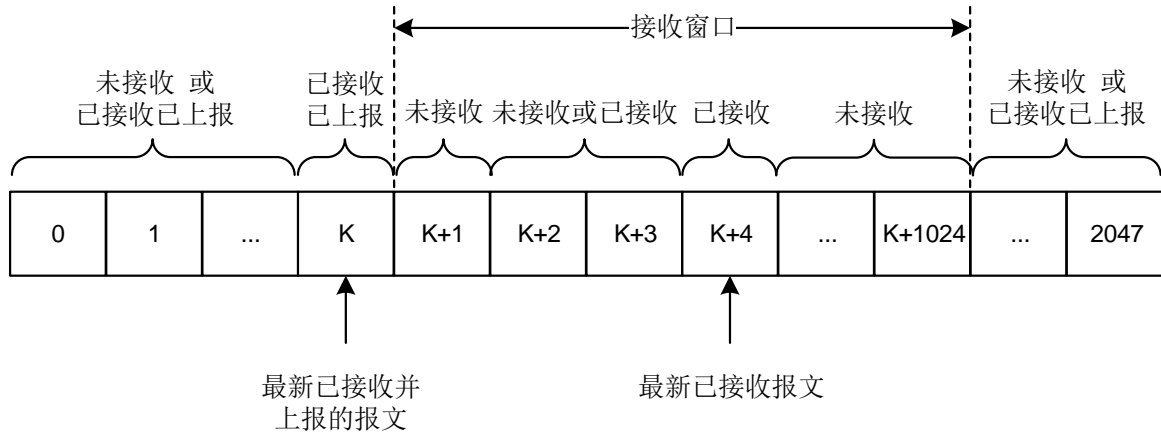 接收窗口
未接收 或
已接收已上报
已接收
已上报
未接收
未接收或已接收
已接收
未接收
未接收 或
已接收已上报
0
1
...
K
K+1
K+2
K+3
K+4
...
K+1024
...
2047
最新已接收并
上报的报文
最新已接收报文